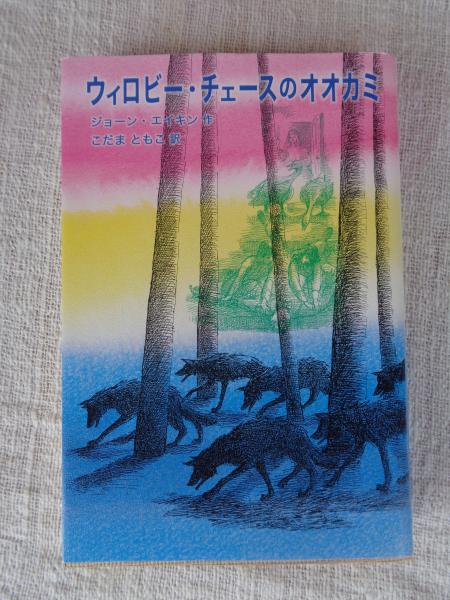 ウィロビー・チェースのオオカミ
ジョーン・エイキン 作
こだま ともこ 訳